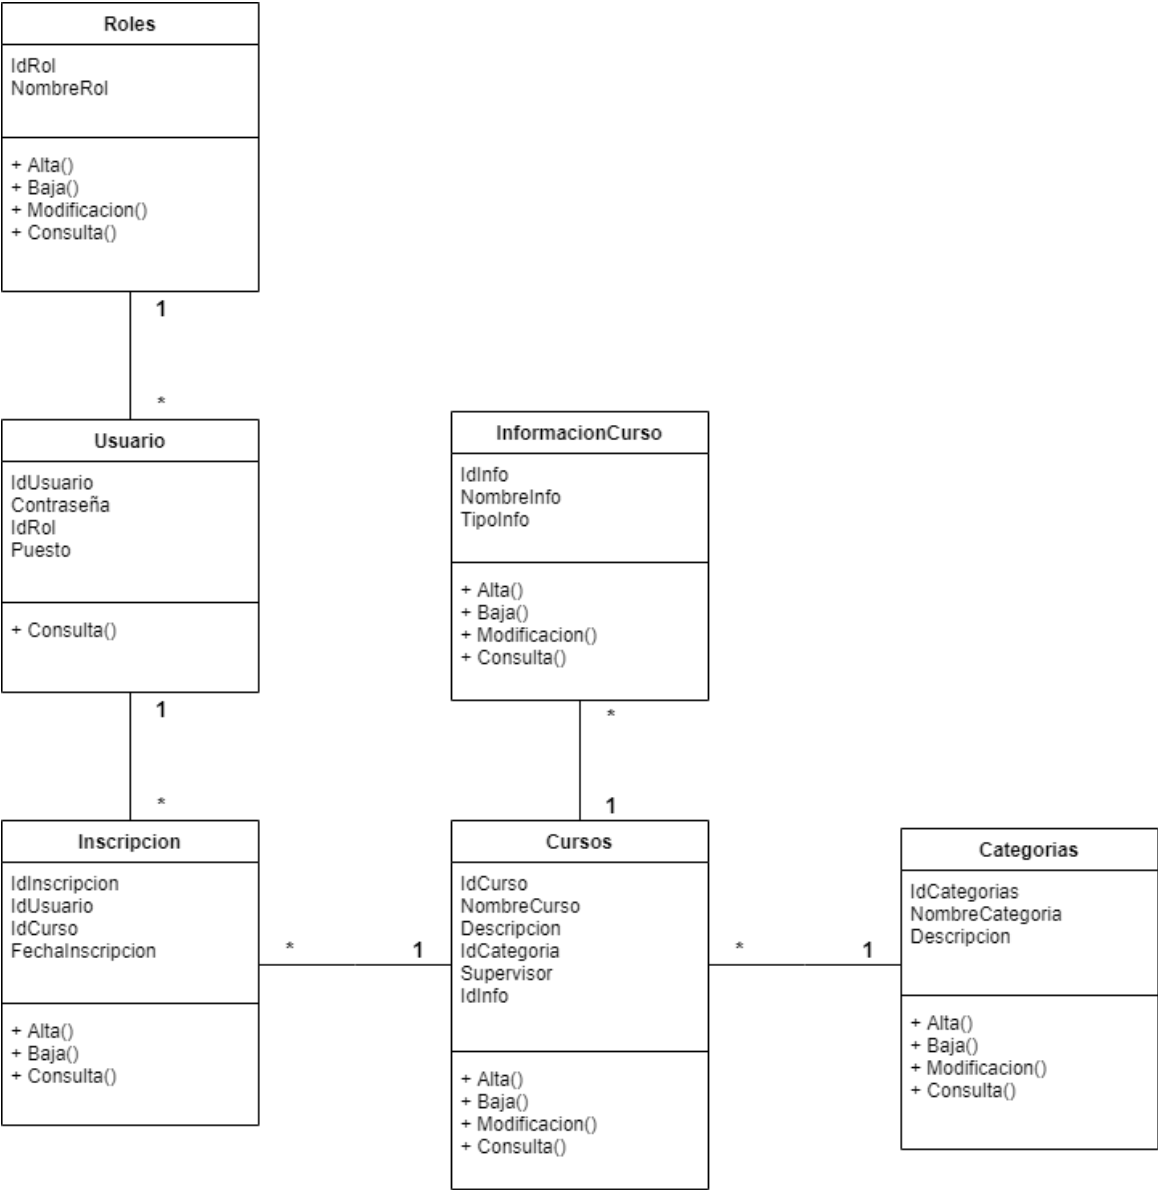 Roles
IdRol
NombreRol
+ Alta()
+ Baja()
+ Modificacion()
+ Consulta()
1
*
Usuario
IdUsuario
Contraseña
IdRol
Puesto
+ Consulta()
1
*
InformacionCurso
IdInfo
NombreInfo
TipoInfo
+ Alta()
+ Baja()
+ Modificacion()
+ Consulta()
*
1
Inscripcion
IdInscripcion
IdUsuario
IdCurso
FechaInscripcion
+ Alta()
+ Baja()
+ Consulta()
*
1
Cursos
IdCurso
NombreCurso
Descripcion
IdCategoria
Supervisor
IdInfo
+ Alta()
+ Baja()
+ Modificacion()
+ Consulta()
*
1
Categorias
IdCategorias
NombreCategoria
Descripcion
+ Alta()
+ Baja()
+ Modificacion()
+ Consulta()